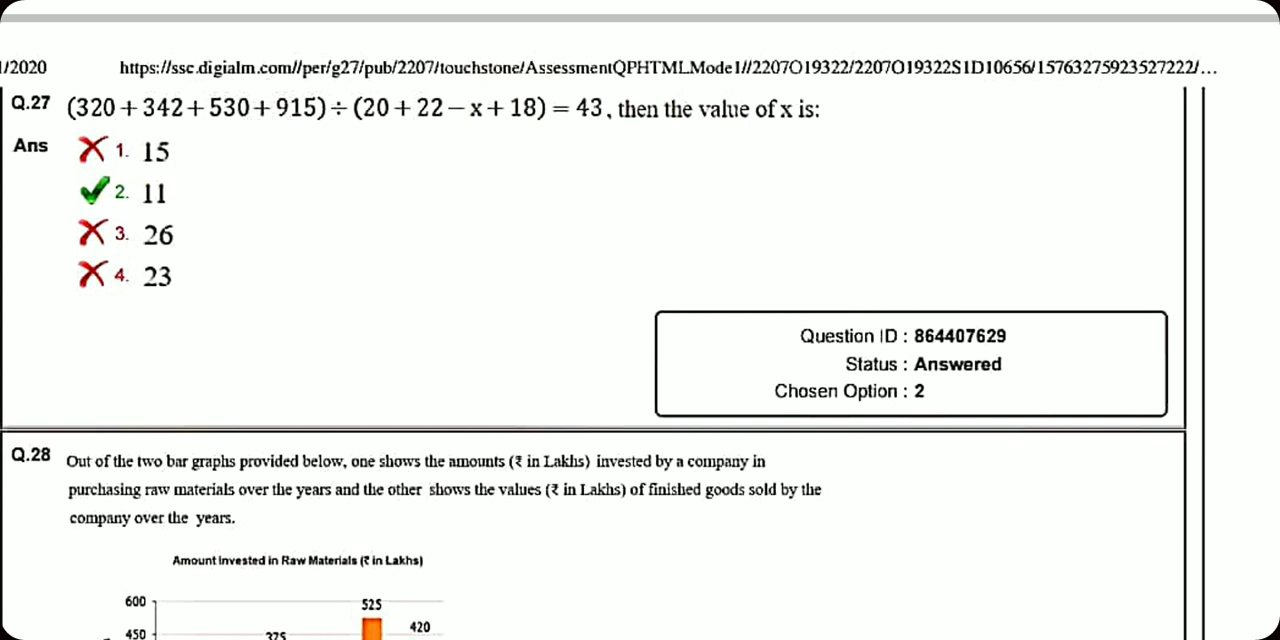 1/2020 https://ssc.digialm.com//per/g27/pub/2207/touchstone/AssessmentQPHTMLMode1//2207O19322/2207O19322S1D10656/15763275923527222/…
Q.27 (320+342+530+915)÷(20+22−x+18)=43, then the value of x is:
Ans 1. 15
2. 11
3. 26
4. 23
Question ID : 864407629
Status : Answered
Chosen Option : 2
Q.28 Out of the two bar graphs provided below, one shows the amounts (₹ in Lakhs) invested by a company in
purchasing raw materials over the years and the other shows the values (₹ in Lakhs) of finished goods sold by the
company over the years.
Amount invested in Raw Materials (₹ in Lakhs)
600 525
450 375 420